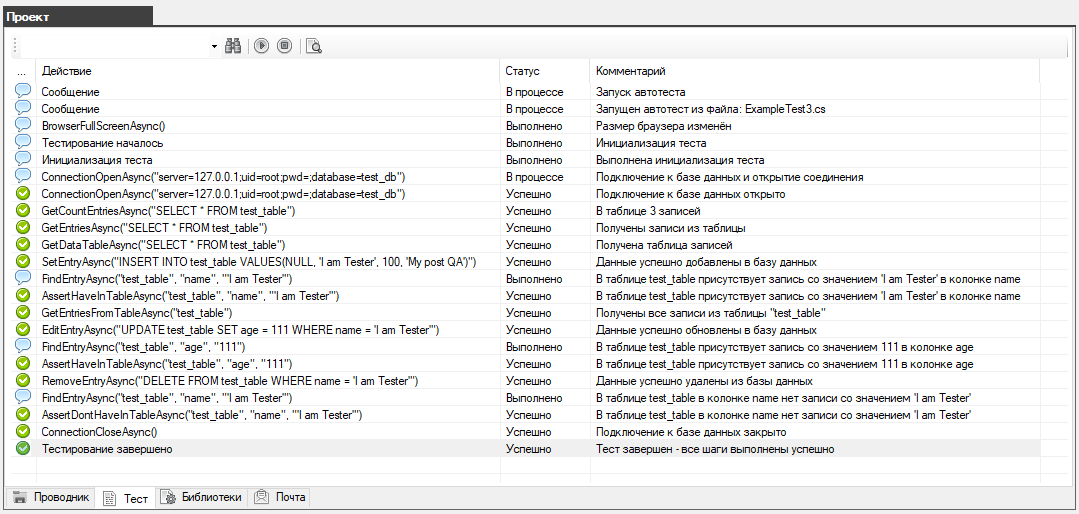 Проект
... Действие Статус Комментарий
Сообщение В процессе Запуск автотеста
Сообщение В процессе Запущен автотест из файла: ExampleTest3.cs
BrowserFullScreenAsync() Выполнено Размер браузера изменён
Тестирование началось Выполнено Инициализация теста
Инициализация теста Выполнено Выполнена инициализация теста
ConnectionOpenAsync("server=127.0.0.1;uid=root;pwd=;database=test_db") В процессе Подключение к базе данных и открытие соединения
ConnectionOpenAsync("server=127.0.0.1;uid=root;pwd=;database=test_db") Успешно Подключение к базе данных открыто
GetCountEntriesAsync("SELECT * FROM test_table") Успешно В таблице 3 записей
GetEntriesAsync("SELECT * FROM test_table") Успешно Получены записи из таблицы
GetDataTableAsync("SELECT * FROM test_table") Успешно Получена таблица записей
SetEntryAsync("INSERT INTO test_table VALUES(NULL, 'I am Tester', 100, 'My post QA')") Успешно Данные успешно добавлены в базу данных
FindEntryAsync("test_table", "name", "'I am Tester'") Выполнено В таблице test_table присутствует запись со значением 'I am Tester' в колонке name
AssertHaveInTableAsync("test_table", "name", "'I am Tester'") Успешно В таблице test_table присутствует запись со значением 'I am Tester' в колонке name
GetEntriesFromTableAsync("test_table") Успешно Получены все записи из таблицы "test_table"
EditEntryAsync("UPDATE test_table SET age = 111 WHERE name = 'I am Tester'") Успешно Данные успешно обновлены в базу данных
FindEntryAsync("test_table", "age", "111") Выполнено В таблице test_table присутствует запись со значением 111 в колонке age
AssertHaveInTableAsync("test_table", "age", "111") Успешно В таблице test_table присутствует запись со значением 111 в колонке age
RemoveEntryAsync("DELETE FROM test_table WHERE name = 'I am Tester'") Успешно Данные успешно удалены из базы данных
FindEntryAsync("test_table", "name", "'I am Tester'") Выполнено В таблице test_table в колонке name нет записи со значением 'I am Tester'
AssertDontHaveInTableAsync("test_table", "name", "'I am Tester'") Успешно В таблице test_table в колонке name нет записи со значением 'I am Tester'
ConnectionCloseAsync() Успешно Подключение к базе данных закрыто
Тестирование завершено Успешно Тест завершен - все шаги выполнены успешно
Проводник Тест Библиотеки Почта